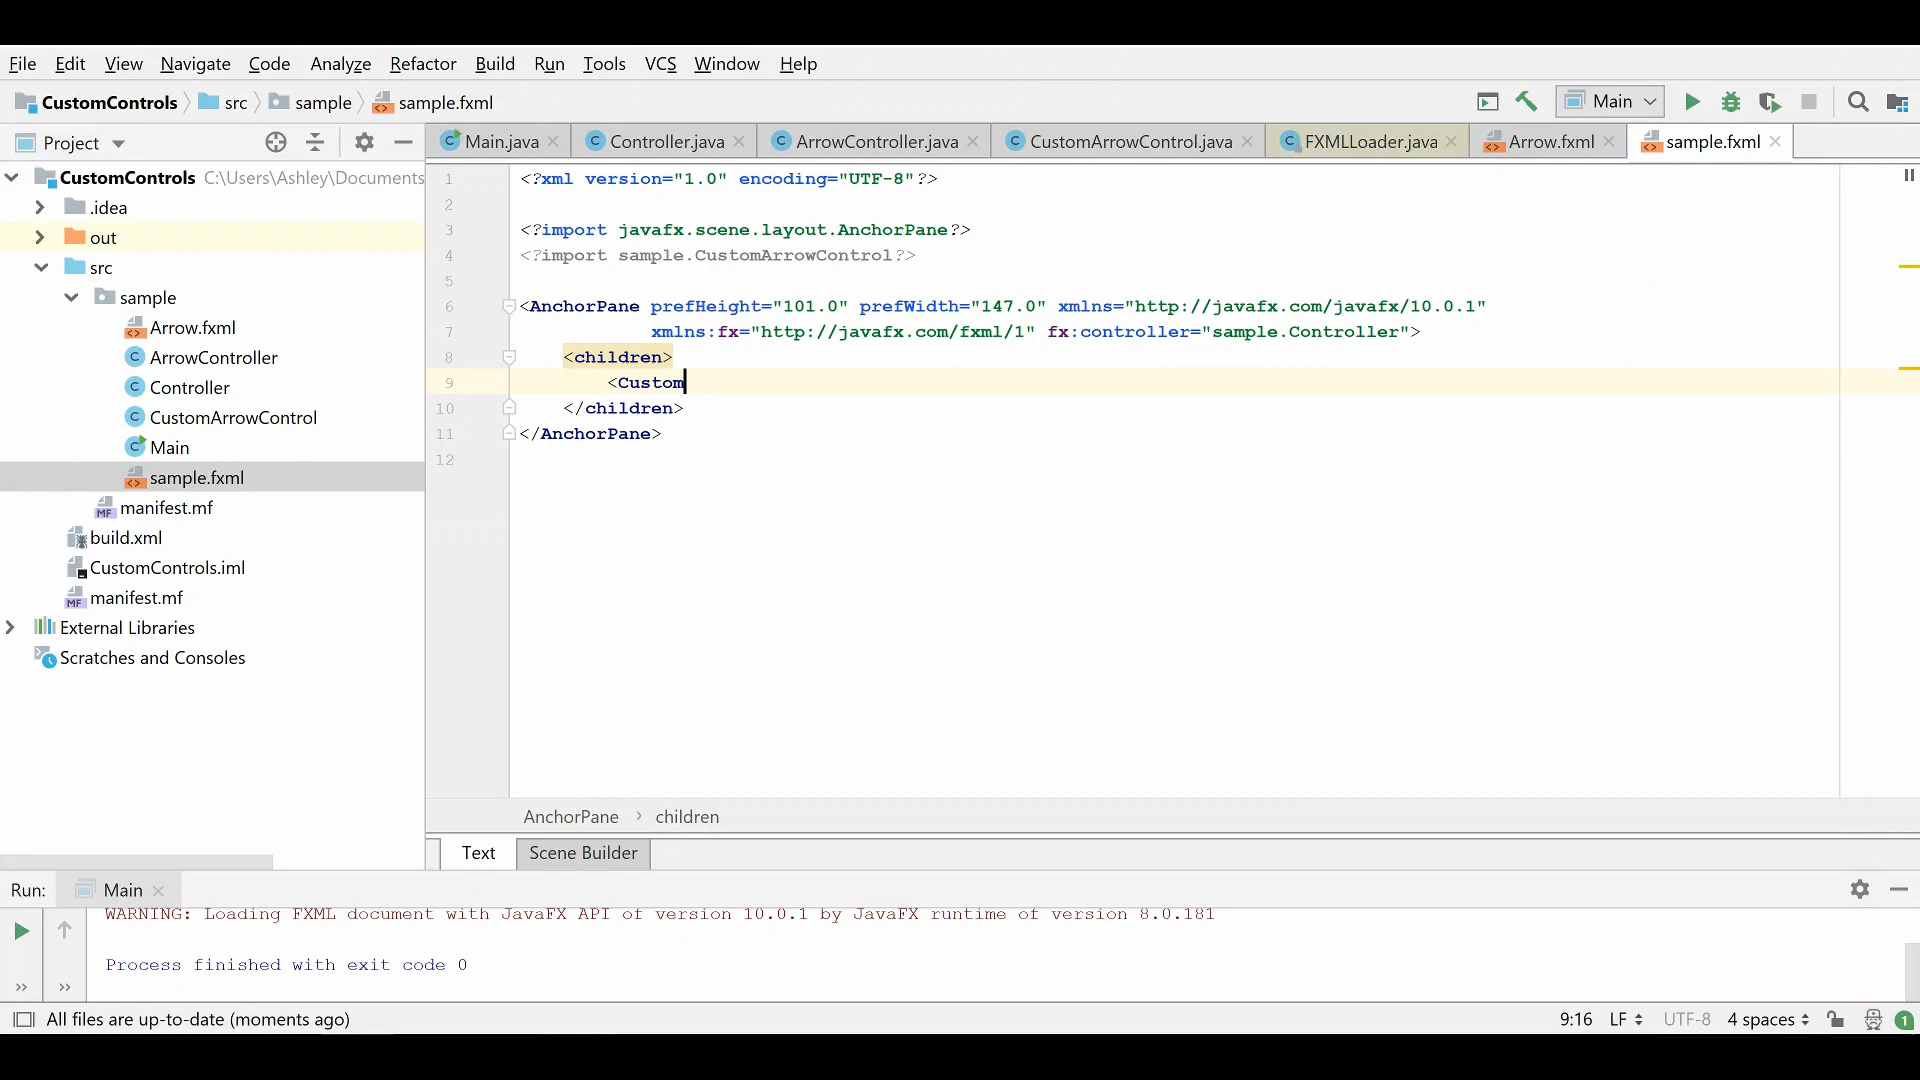 File Edit View Navigate Code Analyze Refactor Build Run Tools VCS Window Help
CustomControls src sample sample.fxml Main
Project Main.java Controller.java ArrowController.java CustomArrowControl.java FXMLLoader.java Arrow.fxml sample.fxml
CustomControls C:\Users\Ashley\Documents
.idea
out
src
sample
Arrow.fxml
ArrowController
Controller
CustomArrowControl
Main
sample.fxml
manifest.mf
build.xml
CustomControls.iml
manifest.mf
External Libraries
Scratches and Consoles
1 <?xml version="1.0" encoding="UTF-8"?>
2
3 <?import javafx.scene.layout.AnchorPane?>
4 <?import sample.CustomArrowControl?>
5
6 <AnchorPane prefHeight="101.0" prefWidth="147.0" xmlns="http://javafx.com/javafx/10.0.1"
7 xmlns:fx="http://javafx.com/fxml/1" fx:controller="sample.Controller">
8 <children>
9 <Custom
10 </children>
11 </AnchorPane>
12
AnchorPane › children
Text Scene Builder
Run: Main
WARNING: Loading FXML document with JavaFX API of version 10.0.1 by JavaFX runtime of version 8.0.181
Process finished with exit code 0
All files are up-to-date (moments ago) 9:16 LF UTF-8 4 spaces 1